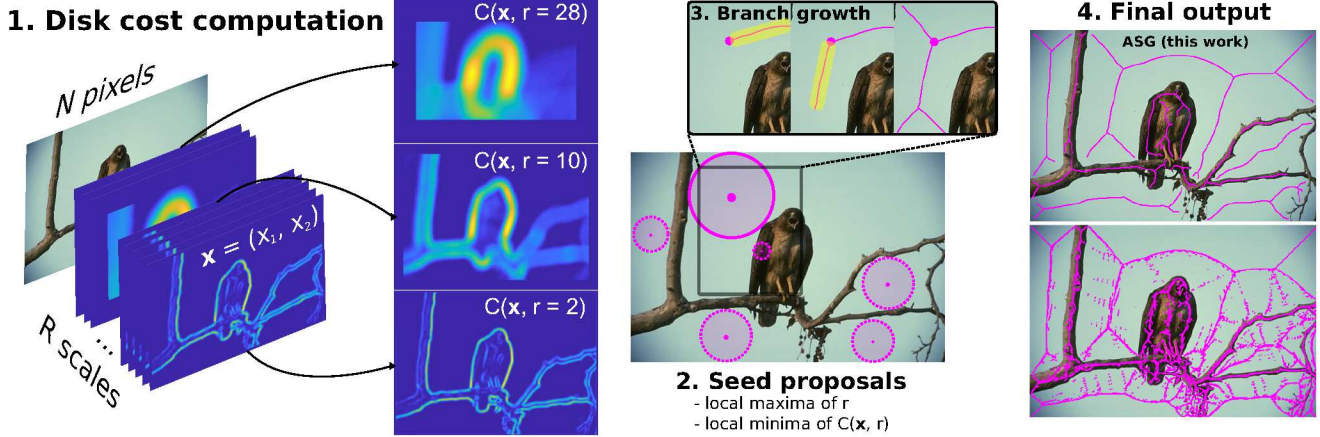 1. Disk cost computation
N pixels
x = (x₁, x₂)
R scales
...
C(x, r = 28)
C(x, r = 10)
C(x, r = 2)
3. Branch growth
2. Seed proposals
- local maxima of r
- local minima of C(x, r)
4. Final output
ASG (this work)